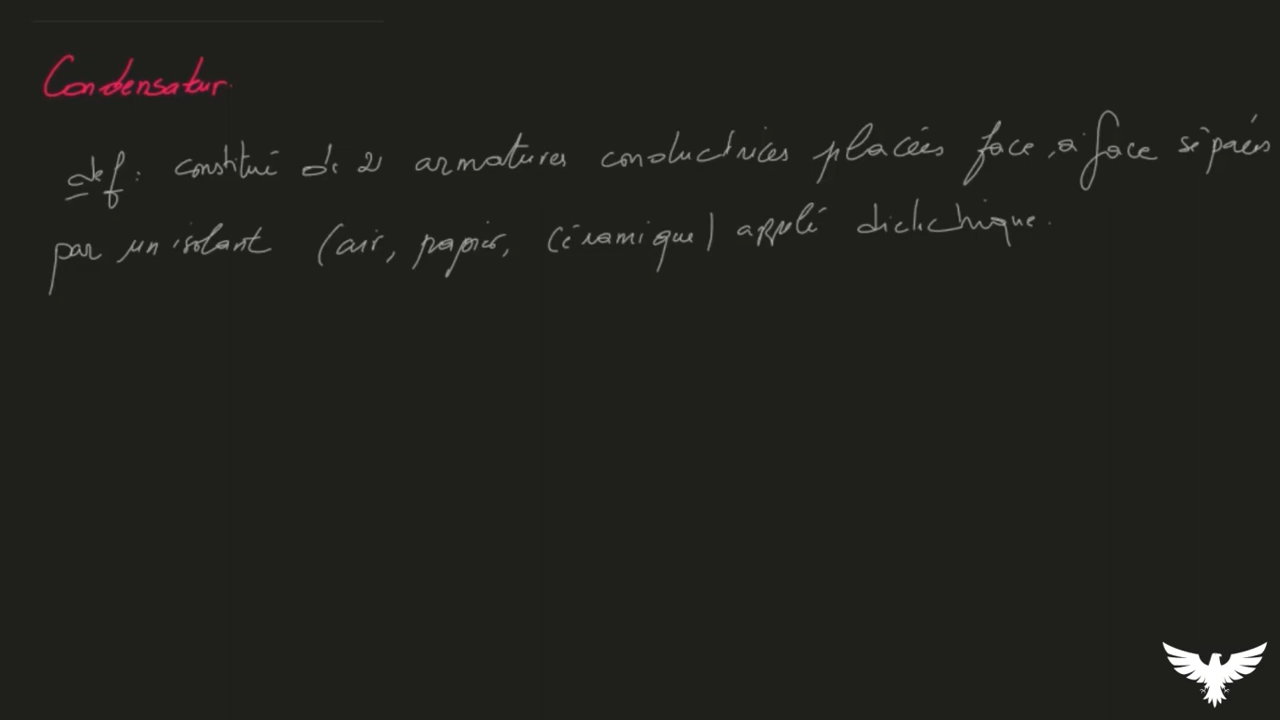 Condensateur.
def : constitué de 2 armatures conductrices placées face à face séparées
par un isolant (air, papier, céramique) appelé diélectrique.